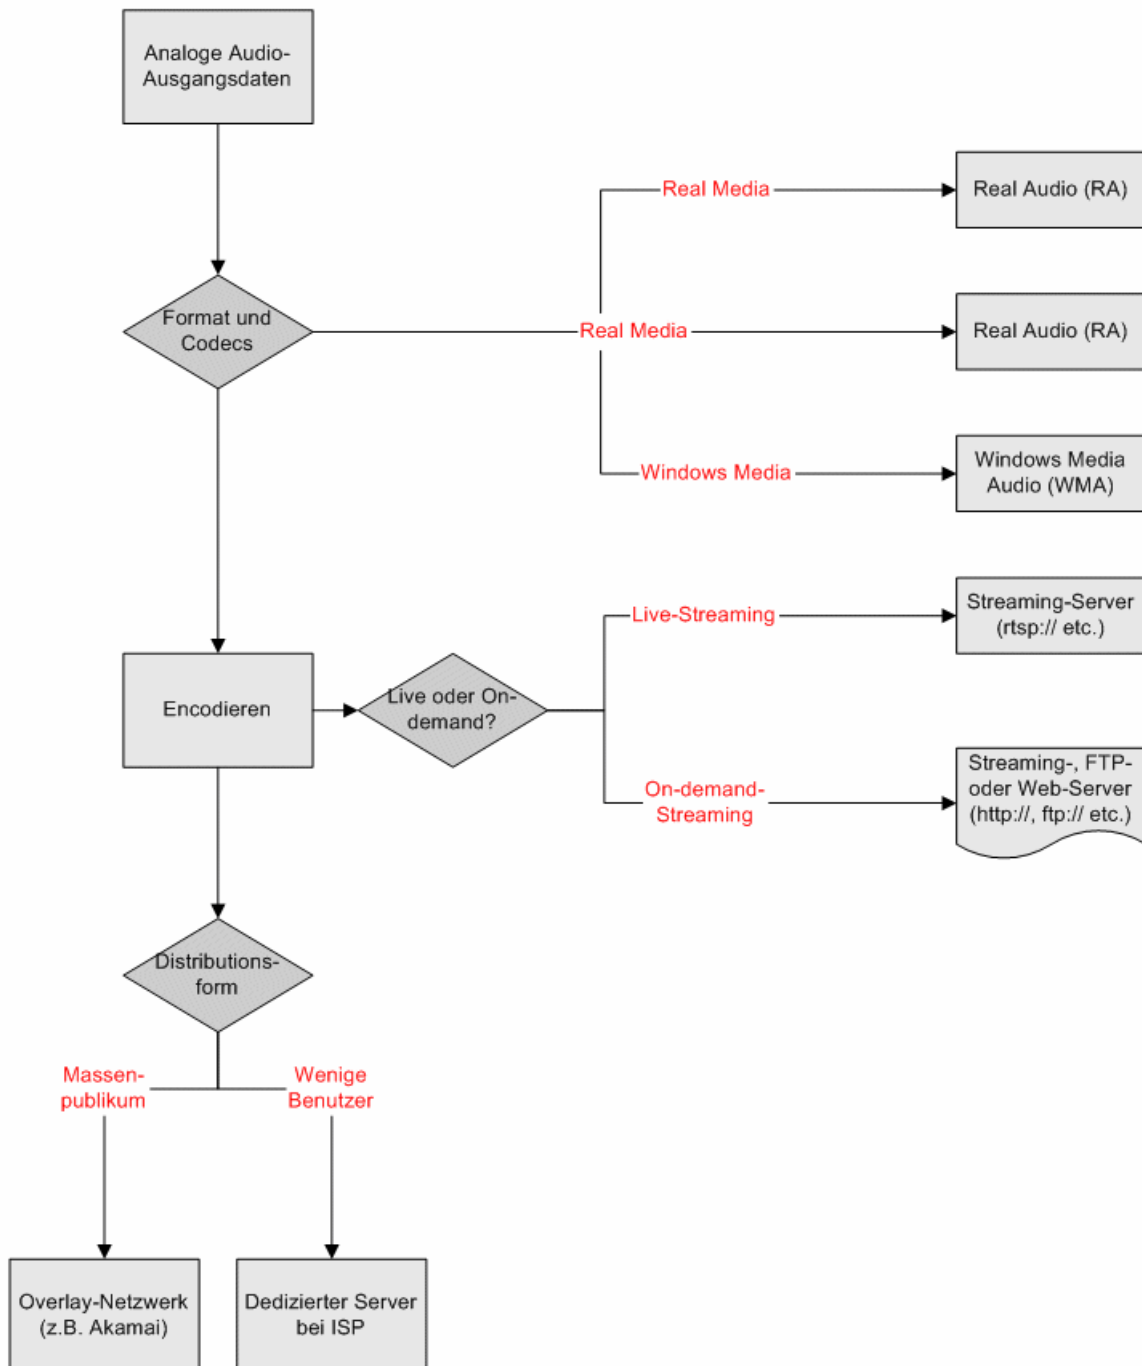 Analoge Audio-
Ausgangsdaten
Real Media
Real Audio (RA)
Format und
Codecs
Real Media
Real Audio (RA)
Windows Media
Windows Media
Audio (WMA)
Live-Streaming
Streaming-Server
(rtsp:// etc.)
Encodieren
Live oder On-
demand?
On-demand-
Streaming
Streaming-, FTP-
oder Web-Server
(http://, ftp:// etc.)
Distributions-
form
Massen-
publikum
Wenige
Benutzer
Overlay-Netzwerk
(z.B. Akamai)
Dedizierter Server
bei ISP